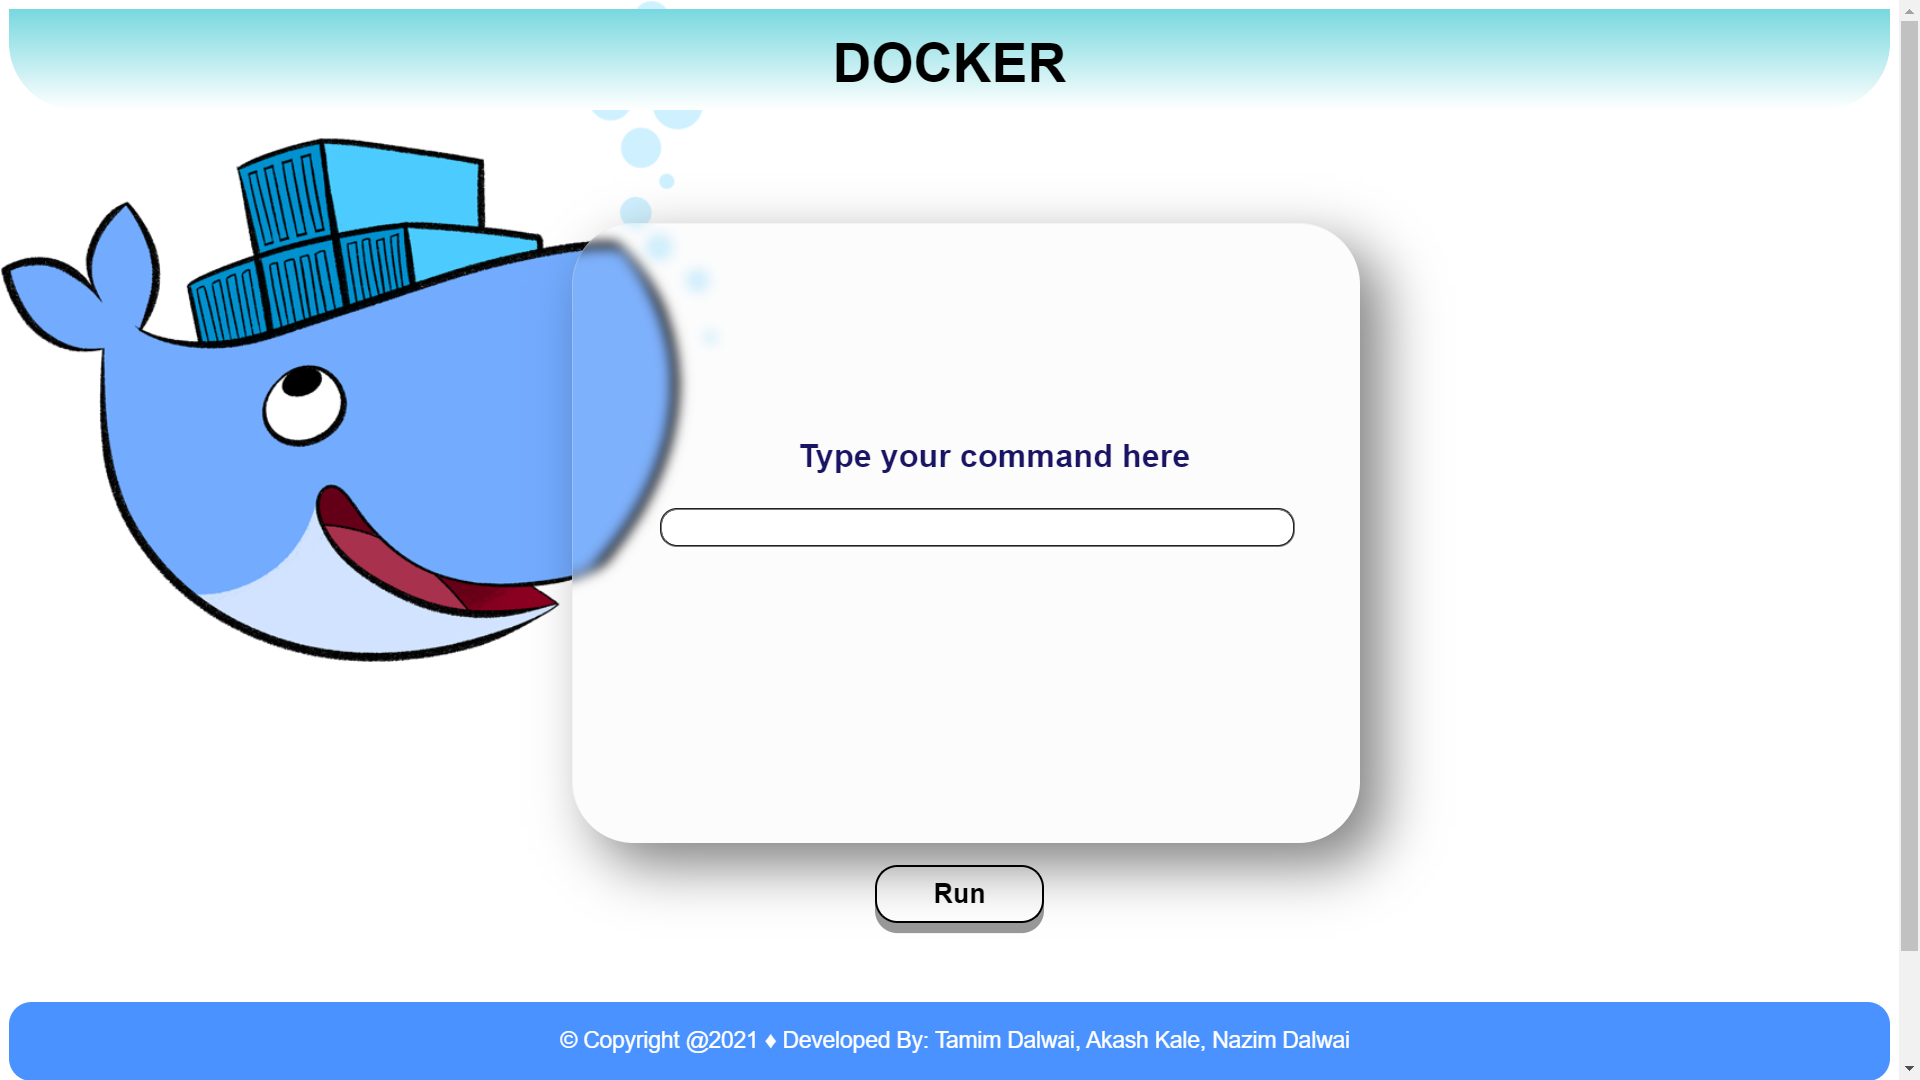 DOCKER
Type your command here
Run
© Copyright @2021 ♦ Developed By: Tamim Dalwai, Akash Kale, Nazim Dalwai